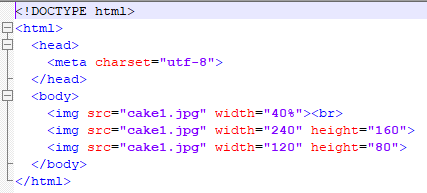 <!DOCTYPE html>
<html>
<head>
<meta charset="utf-8">
</head>
<body>
<img src="cake1.jpg" width="40%"><br>
<img src="cake1.jpg" width="240" height="160">
<img src="cake1.jpg" width="120" height="80">
</body>
</html>